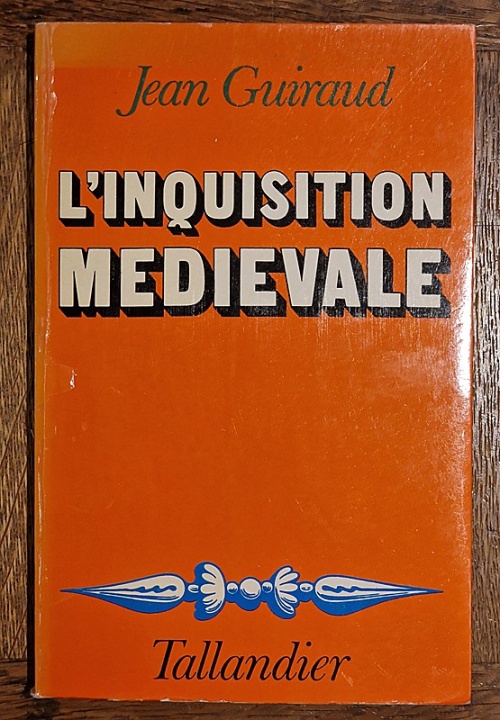 Jean Guiraud
L'INQUISITION
MEDIEVALE
Tallandier